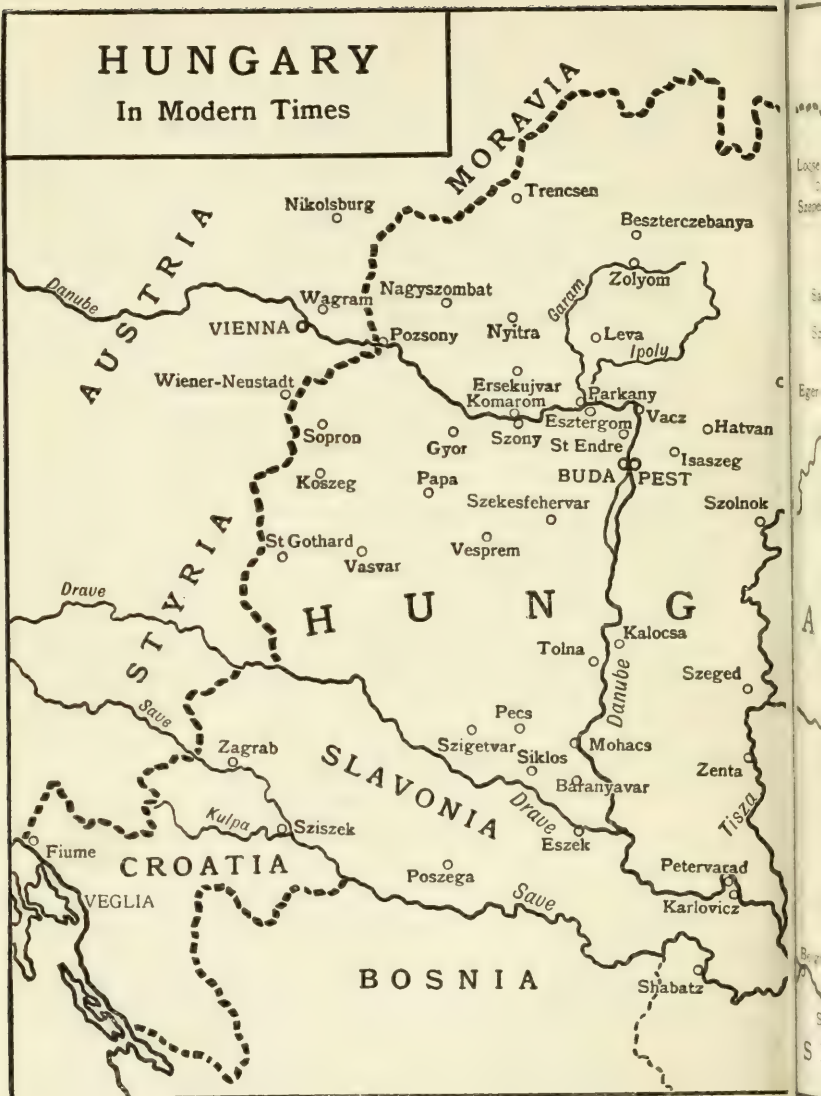 HUNGARY
In Modern Times
MORAVIA
Trencsen
Nikolsburg
Beszterczebanya
AUSTRIA
Danube
Zolyom
Wagram
Nagyszombat
Garam
VIENNA
Pozsony
Nyitra
Leva
Ipoly
Wiener-Neustadt
Ersekujvar
Komarom
Parkany
Vacz
Sopron
Gyor
Szony
Esztergom
St Endre
Hatvan
Isaszeg
Koszeg
Papa
BUDA
PEST
Szekesfehervar
Szolnok
St Gothard
Vasvar
Vesprem
STYRIA
Drave
HUNG
Kalocsa
Tolna
Danube
Szeged
Save
Pecs
Szigetvar
Mohacs
Zagrab
SLAVONIA
Siklos
Baranyavar
Zenta
Drave
Tisza
Kulpa
Sziszek
Eszek
Fiume
CROATIA
Poszega
Petervarad
Karlovicz
VEGLIA
Save
BOSNIA
Shabatz
A
S